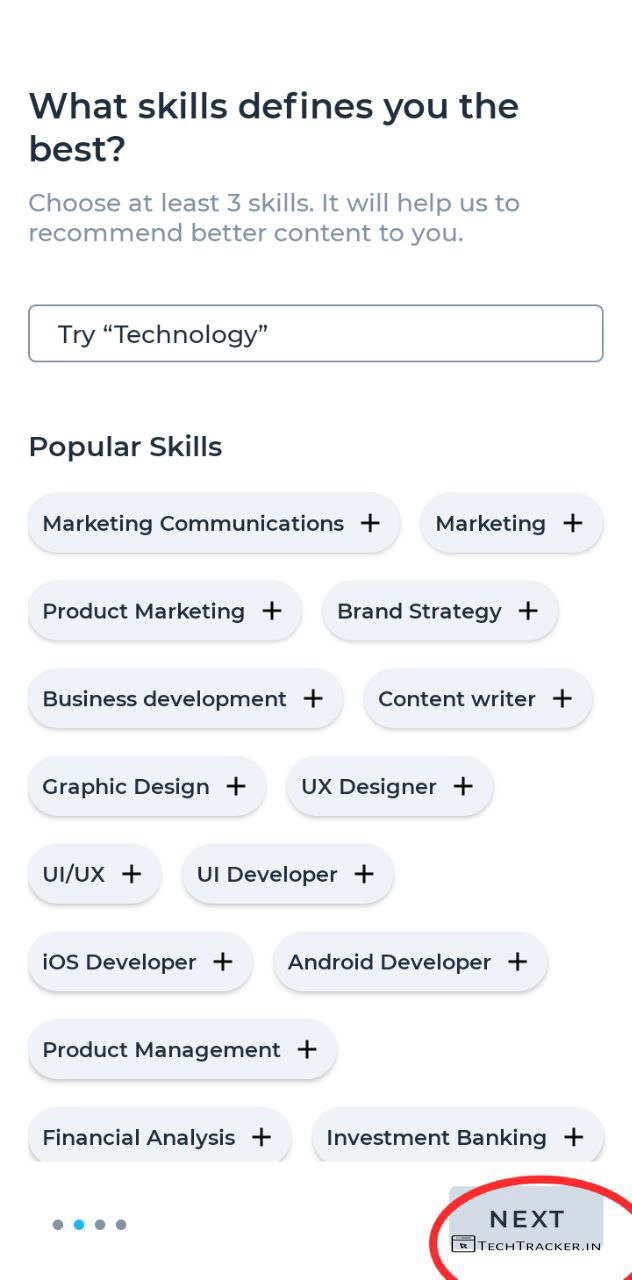 What skills defines you the
best?
Choose at least 3 skills. It will help us to
recommend better content to you.
Try “Technology”
Popular Skills
Marketing Communications + Marketing +
Product Marketing + Brand Strategy +
Business development + Content writer +
Graphic Design + UX Designer +
UI/UX + UI Developer +
iOS Developer + Android Developer +
Product Management +
Financial Analysis + Investment Banking +
NEXT
TECHTRACKER.IN